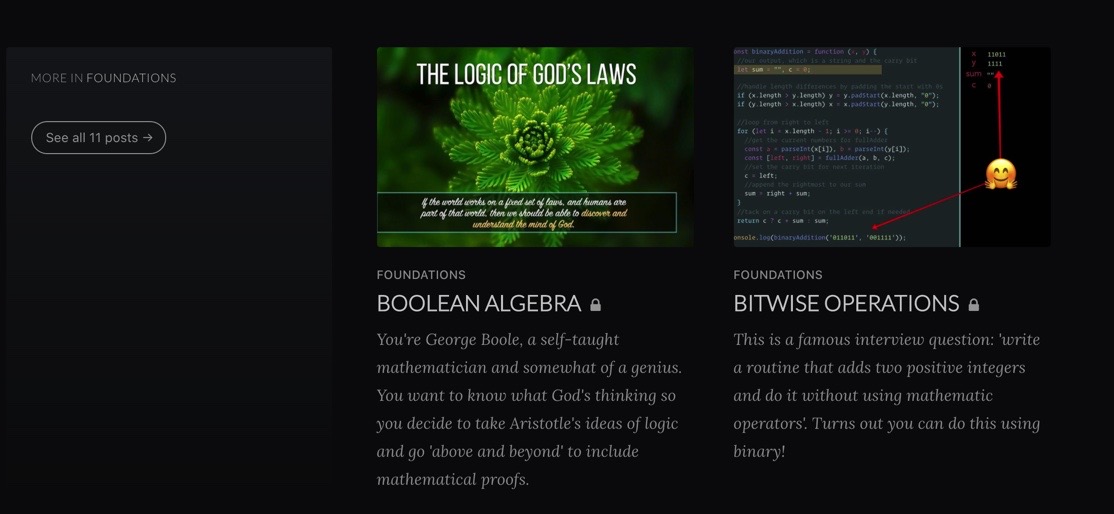 MORE IN FOUNDATIONS
See all 11 posts →
THE LOGIC OF GOD'S LAWS
If the world works on a fixed set of laws, and humans are
part of that world, then we should be able to discover and
understand the mind of God.
FOUNDATIONS
BOOLEAN ALGEBRA
You're George Boole, a self-taught
mathematician and somewhat of a genius.
You want to know what God's thinking so
you decide to take Aristotle's ideas of logic
and go 'above and beyond' to include
mathematical proofs.
onst binaryAddition = function (x, y) {
//our output, which is a string and the carry bit
let sum = "", c = 0;
//handle length differences by padding the start with 0s
if (x.length > y.length) y = y.padStart(x.length, "0");
if (y.length > x.length) x = x.padStart(y.length, "0");
//loop from right to left
for (let i = x.length - 1; i >= 0; i--) {
//get the current numbers for fullAdder
const a = parseInt(x[i]), b = parseInt(y[i]);
const [left, right] = fullAdder(a, b, c);
//set the carry bit for next iteration
c = left;
//append the rightmost to our sum
sum = right + sum;
}
//tack on a carry bit on the left end if needed
return c ? c + sum : sum;
onsole.log(binaryAddition('011011', '001111'));
x 11011
y 1111
sum ""
c 0
FOUNDATIONS
BITWISE OPERATIONS
This is a famous interview question: 'write
a routine that adds two positive integers
and do it without using mathematic
operators'. Turns out you can do this using
binary!